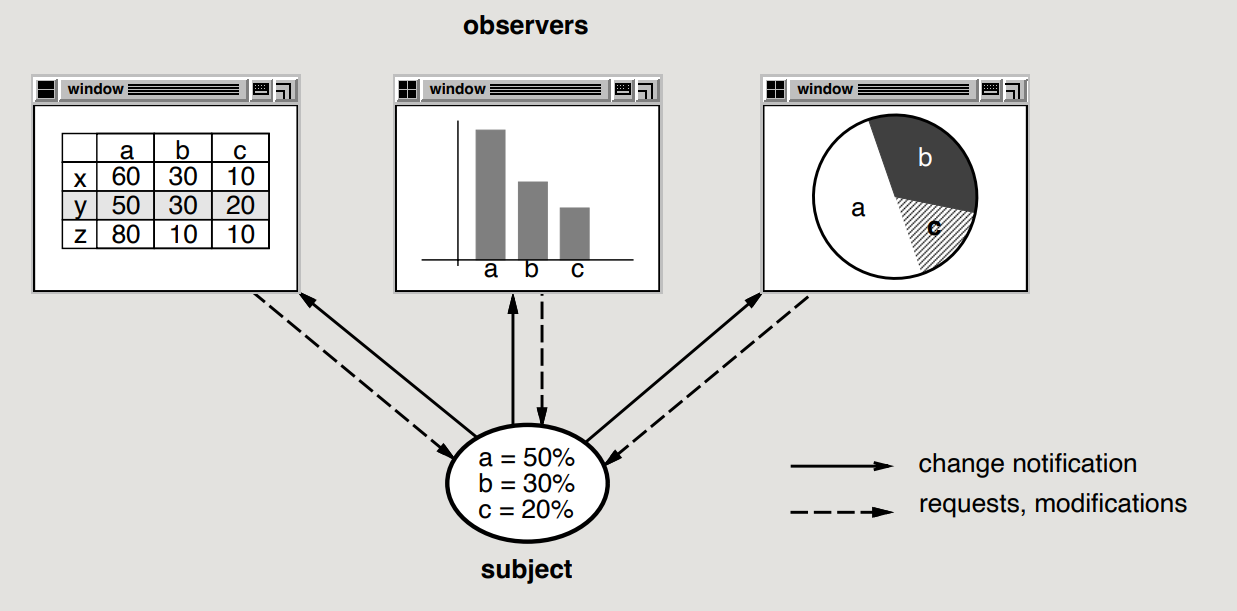 observers
window
a b c
x 60 30 10
y 50 30 20
z 80 10 10
window
a b c
window
b
a
c
a = 50%
b = 30%
c = 20%
subject
change notification
requests, modifications